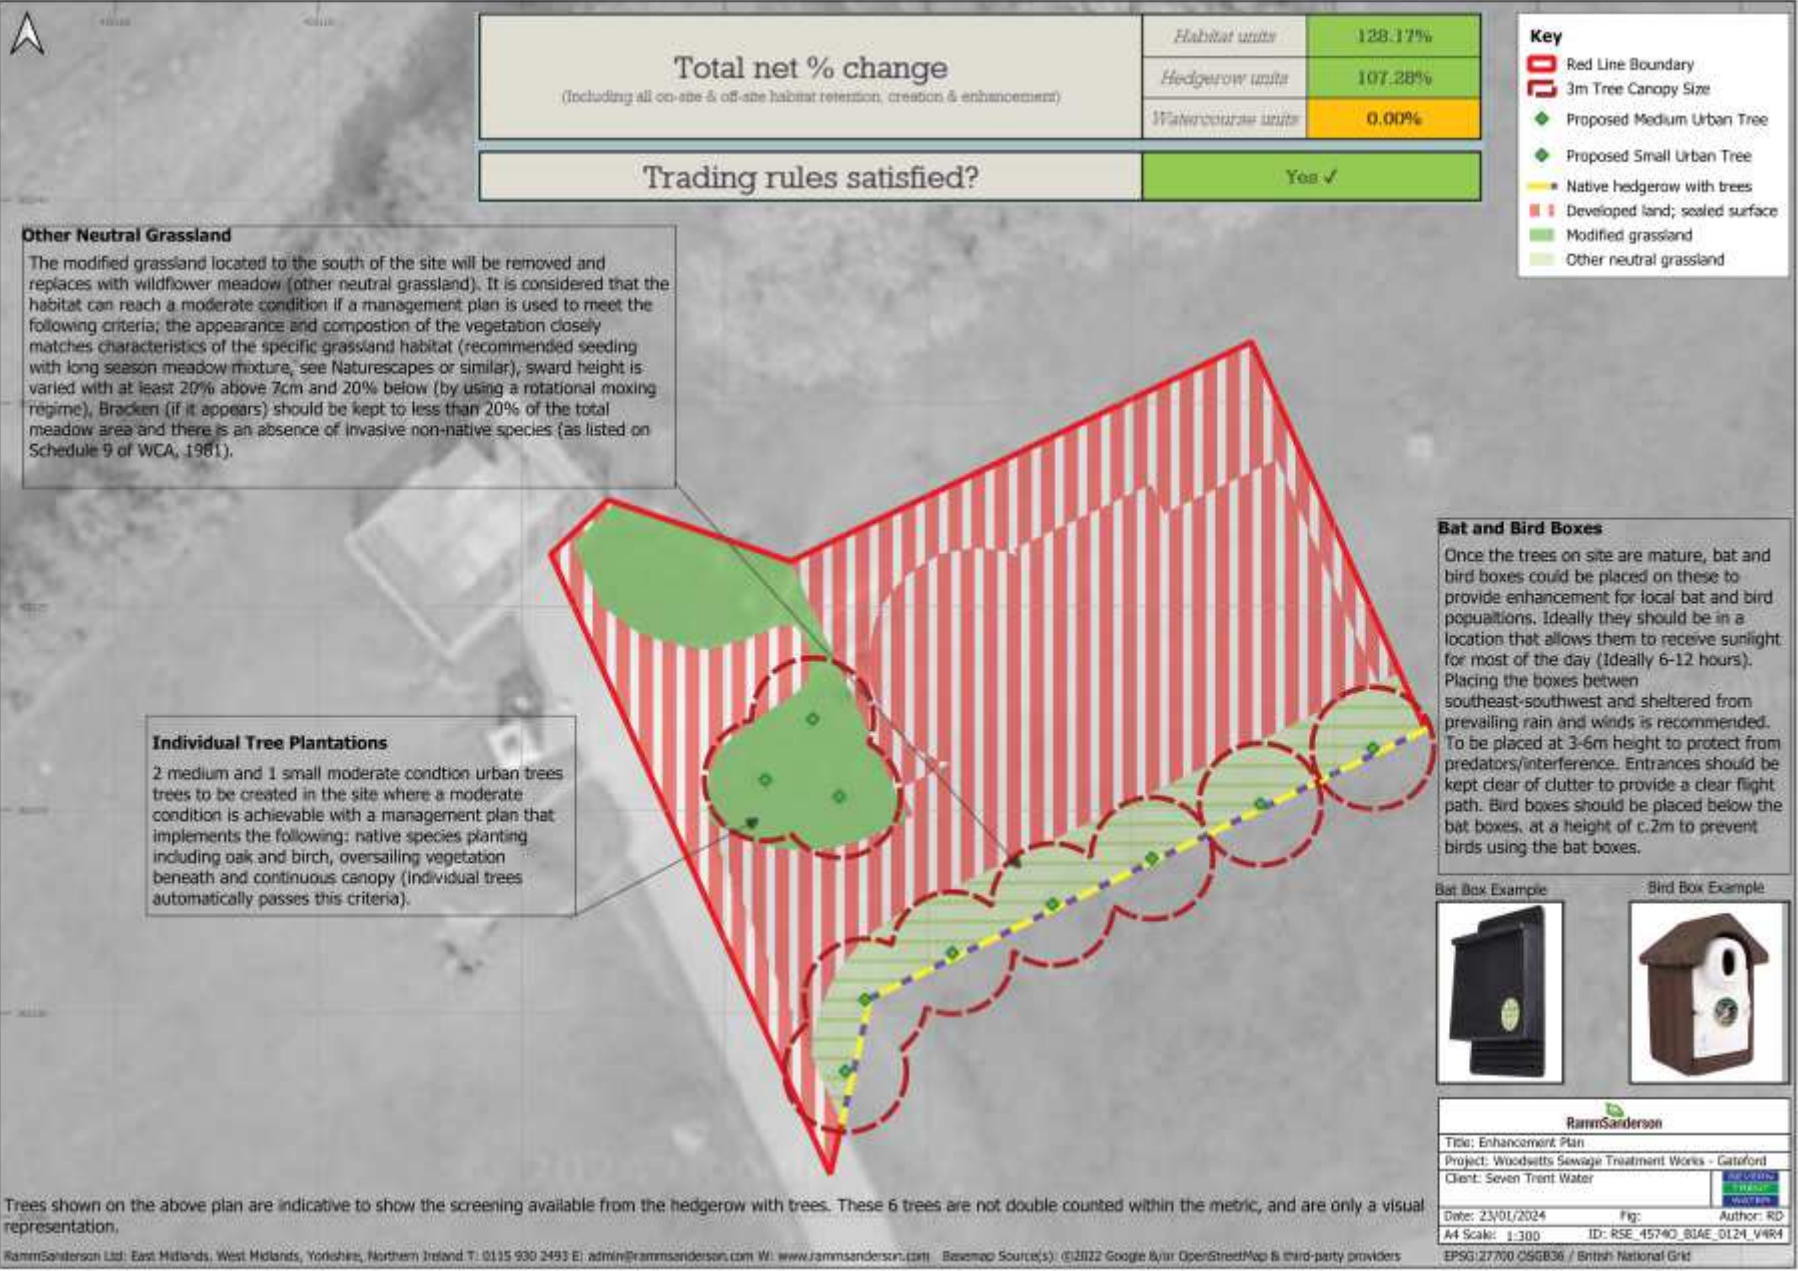 Total net % change
(Including all on-site & off-site habitat retention, creation & enhancement)
Habitat units
128.17%
Hedgerow units
107.28%
Watercourse units
0.00%
Trading rules satisfied?
Yes ✓
Key
Red Line Boundary
3m Tree Canopy Size
Proposed Medium Urban Tree
Proposed Small Urban Tree
Native hedgerow with trees
Developed land; sealed surface
Modified grassland
Other neutral grassland
Other Neutral Grassland
The modified grassland located to the south of the site will be removed and
replaces with wildflower meadow (other neutral grassland). It is considered that the
habitat can reach a moderate condition if a management plan is used to meet the
following criteria; the appearance and compostion of the vegetation closely
matches characteristics of the specific grassland habitat (recommended seeding
with long season meadow mixture, see Naturescapes or similar), sward height is
varied with at least 20% above 7cm and 20% below (by using a rotational moxing
regime), Bracken (if it appears) should be kept to less than 20% of the total
meadow area and there is an absence of invasive non-native species (as listed on
Schedule 9 of WCA, 1981).
Individual Tree Plantations
2 medium and 1 small moderate condtion urban trees
trees to be created in the site where a moderate
condition is achievable with a management plan that
implements the following: native species planting
including oak and birch, oversailing vegetation
beneath and continuous canopy (individual trees
automatically passes this criteria).
Bat and Bird Boxes
Once the trees on site are mature, bat and
bird boxes could be placed on these to
provide enhancement for local bat and bird
popualtions. Ideally they should be in a
location that allows them to receive sunlight
for most of the day (Ideally 6-12 hours).
Placing the boxes betwen
southeast-southwest and sheltered from
prevailing rain and winds is recommended.
To be placed at 3-6m height to protect from
predators/interference. Entrances should be
kept clear of clutter to provide a clear flight
path. Bird boxes should be placed below the
bat boxes. at a height of c.2m to prevent
birds using the bat boxes.
Bat Box Example
Bird Box Example
RammSanderson
Title: Enhancement Plan
Project: Woodsetts Sewage Treatment Works - Gateford
Client: Seven Trent Water
SEVERN
TRENT
WATER
Date: 23/01/2024
Fig:
Author: RD
A4 Scale: 1:300
ID: RSE_4574O_BIAE_0124_V4R4
EPSG:27700 OSGB36 / British National Grid
Trees shown on the above plan are indicative to show the screening available from the hedgerow with trees. These 6 trees are not double counted within the metric, and are only a visual
representation.
RammSanderson Ltd: East Midlands, West Midlands, Yorkshire, Northern Ireland T: 0115 930 2493 E: admin@rammsanderson.com W: www.rammsanderson.com Basemap Source(s): ©2022 Google &/or OpenStreetMap & third-party providers